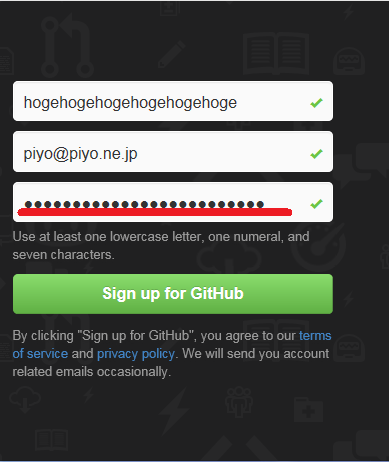 hogehogehogehogehogehoge
piyo@piyo.ne.jp
●●●●●●●●●●●●●●●●●●●●●●●●●
Use at least one lowercase letter, one numeral, and
seven characters.
Sign up for GitHub
By clicking "Sign up for GitHub", you agree to our terms
of service and privacy policy. We will send you account
related emails occasionally.